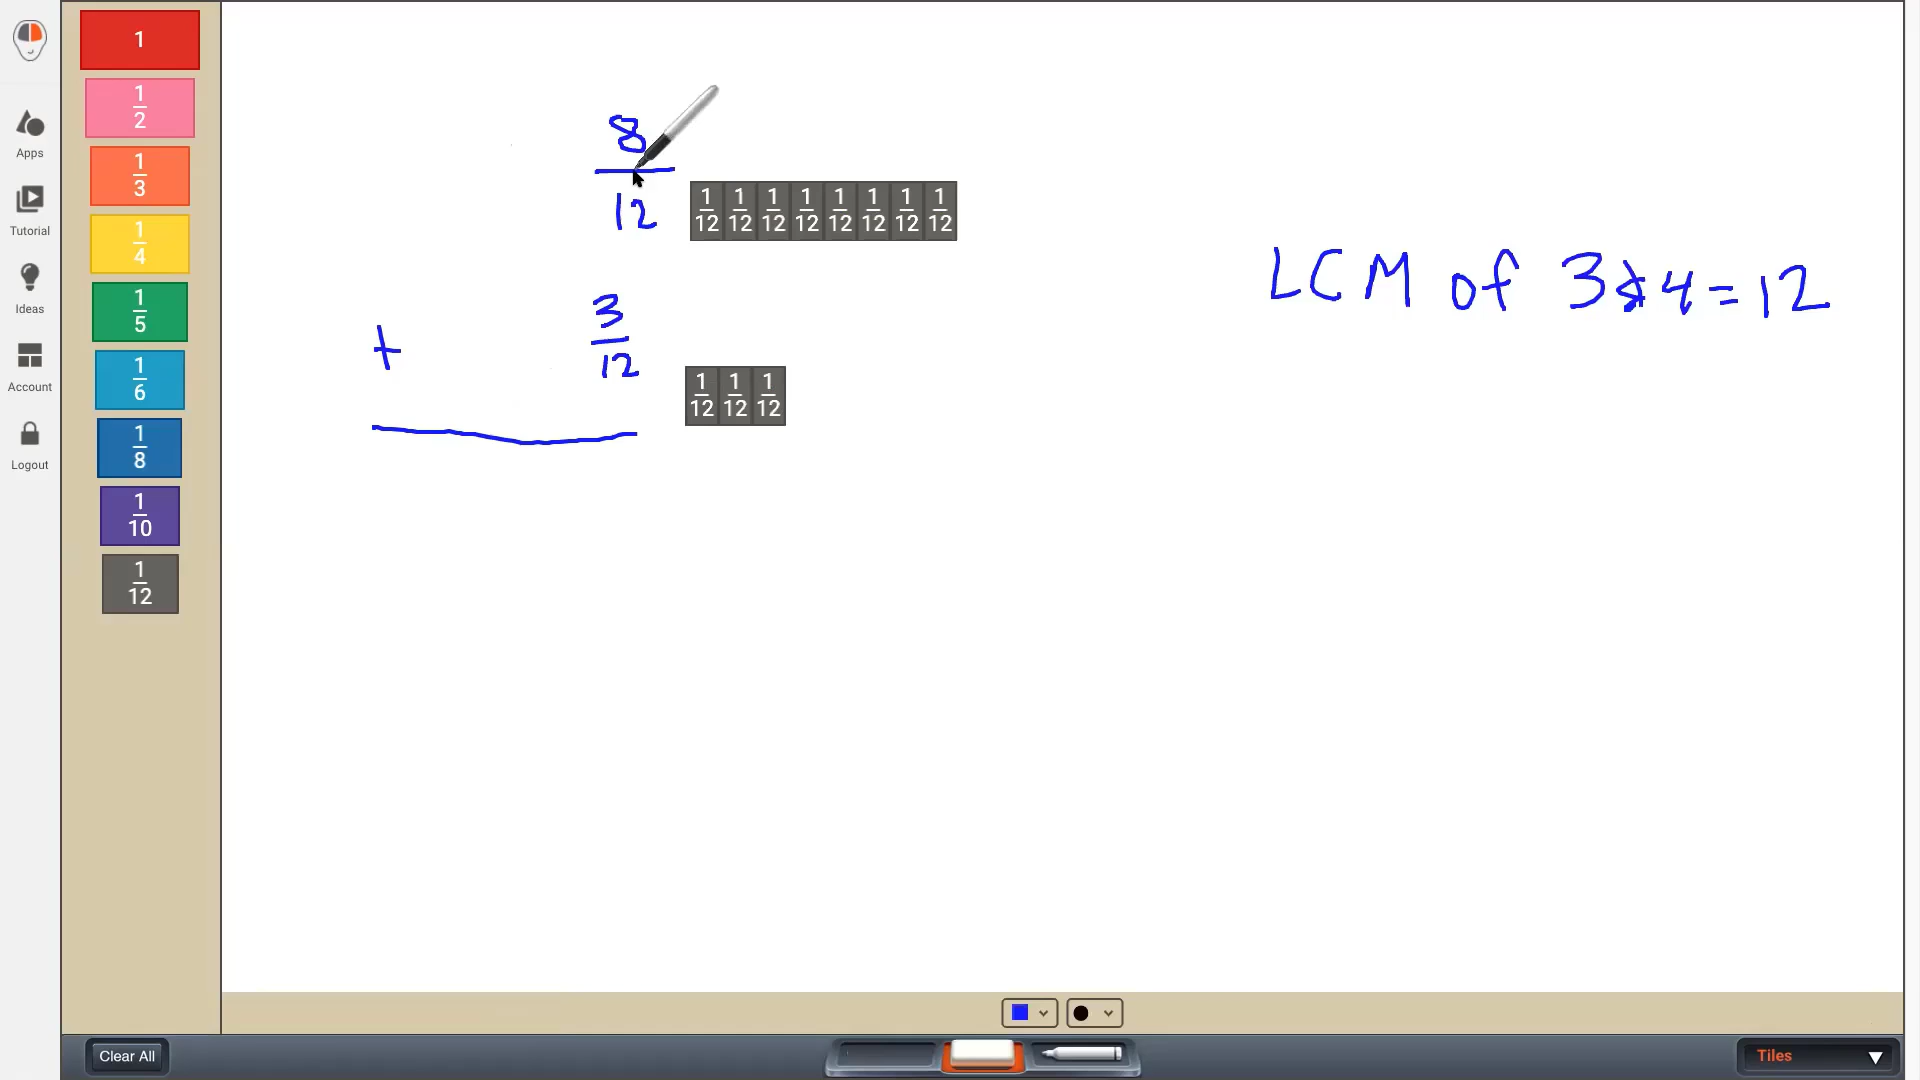 1
1
2
1
3
1
4
1
5
1
6
1
8
1
10
1
12
Apps
Tutorial
Ideas
Account
Logout
8
12
1 1 1 1 1 1 1 1
12 12 12 12 12 12 12 12
+
3
12
1 1 1
12 12 12
LCM of 3 & 4 = 12
Clear All
Tiles